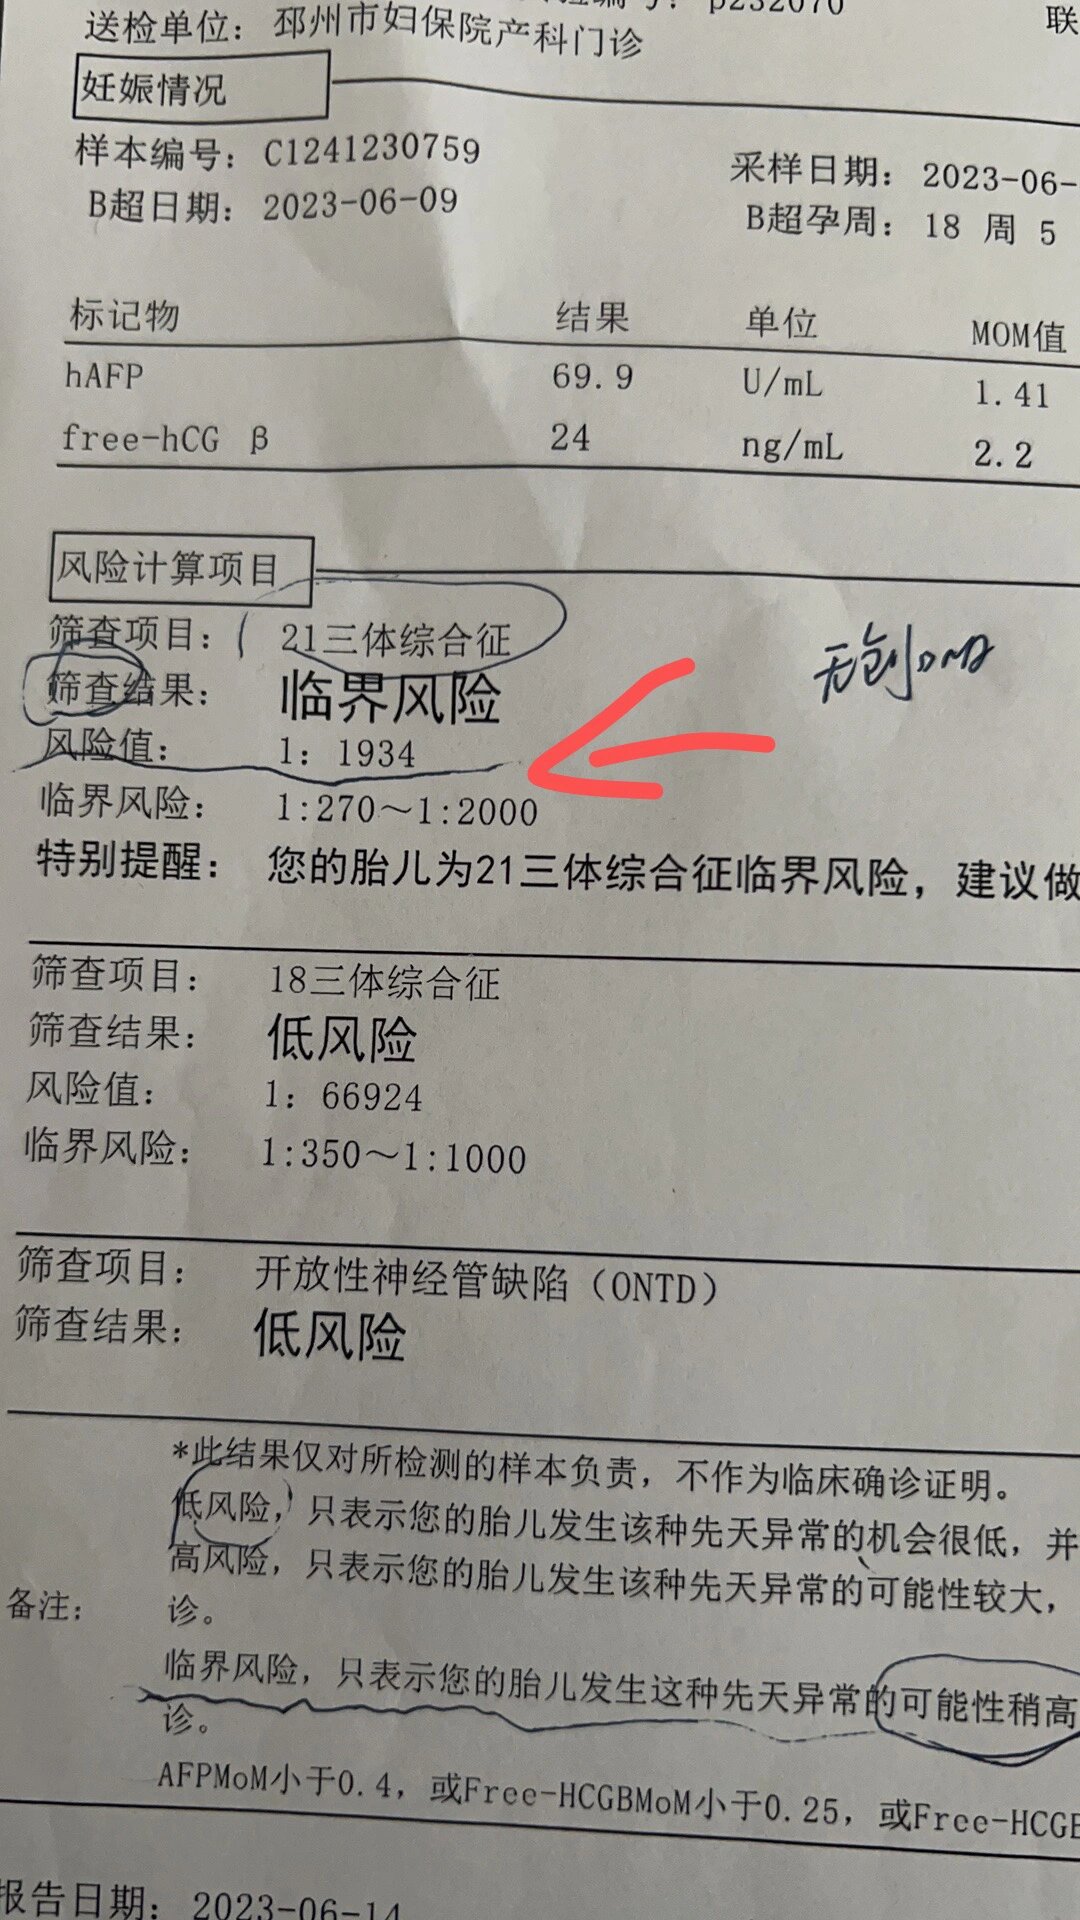 送检单位：邳州市妇保院产科门诊
联
妊娠情况
样本编号：C1241230759
采样日期：2023-06-
B超日期：2023-06-09
B超孕周：18 周 5
标记物 结果 单位 MOM值
hAFP 69.9 U/mL 1.41
free-hCG β 24 ng/mL 2.2
风险计算项目
筛查项目：21三体综合征
筛查结果：临界风险
无创DNA
风险值：1：1934
临界风险：1:270～1:2000
特别提醒：您的胎儿为21三体综合征临界风险，建议做
筛查项目：18三体综合征
筛查结果：低风险
风险值：1：66924
临界风险：1:350～1:1000
筛查项目：开放性神经管缺陷（ONTD）
筛查结果：低风险
*此结果仅对所检测的样本负责，不作为临床确诊证明。
低风险，只表示您的胎儿发生该种先天异常的机会很低，并
高风险，只表示您的胎儿发生该种先天异常的可能性较大，
备注：
诊。
临界风险，只表示您的胎儿发生这种先天异常的可能性稍高
诊。
AFPMoM小于0.4，或Free-HCGBMoM小于0.25，或Free-HCG
报告日期：2023-06-14